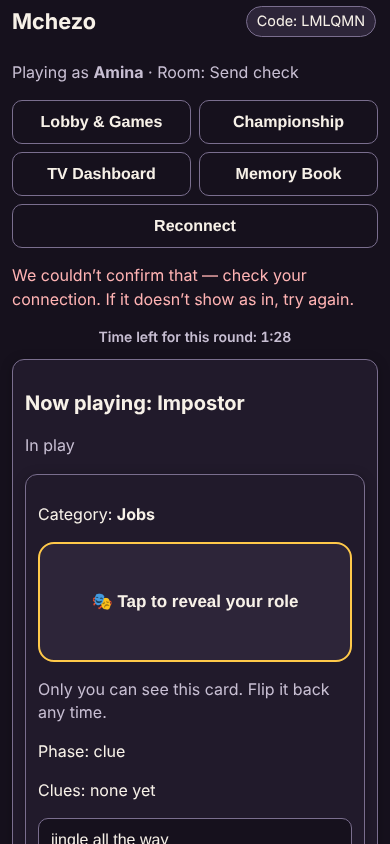 Mchezo
Code: LMLQMN
Playing as Amina · Room: Send check
Lobby & Games
Championship
TV Dashboard
Memory Book
Reconnect
We couldn’t confirm that — check your
connection. If it doesn’t show as in, try again.
Time left for this round: 1:28
Now playing: Impostor
In play
Category: Jobs
🎭 Tap to reveal your role
Only you can see this card. Flip it back
any time.
Phase: clue
Clues: none yet
jingle all the way